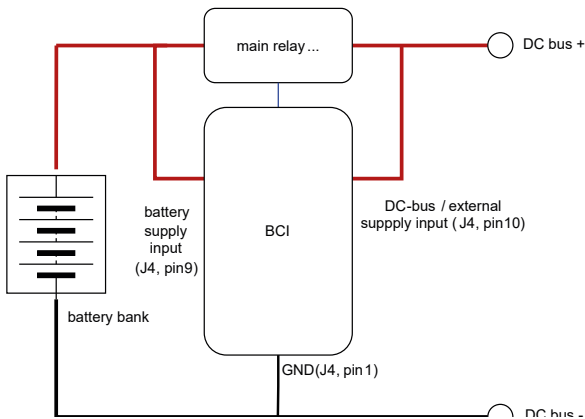 main relay...
DC bus +
battery
supply
input
(J4, pin9)
BCI
DC-bus / external
suppply input (J4, pin10)
battery bank
GND(J4, pin1)
DC bus -